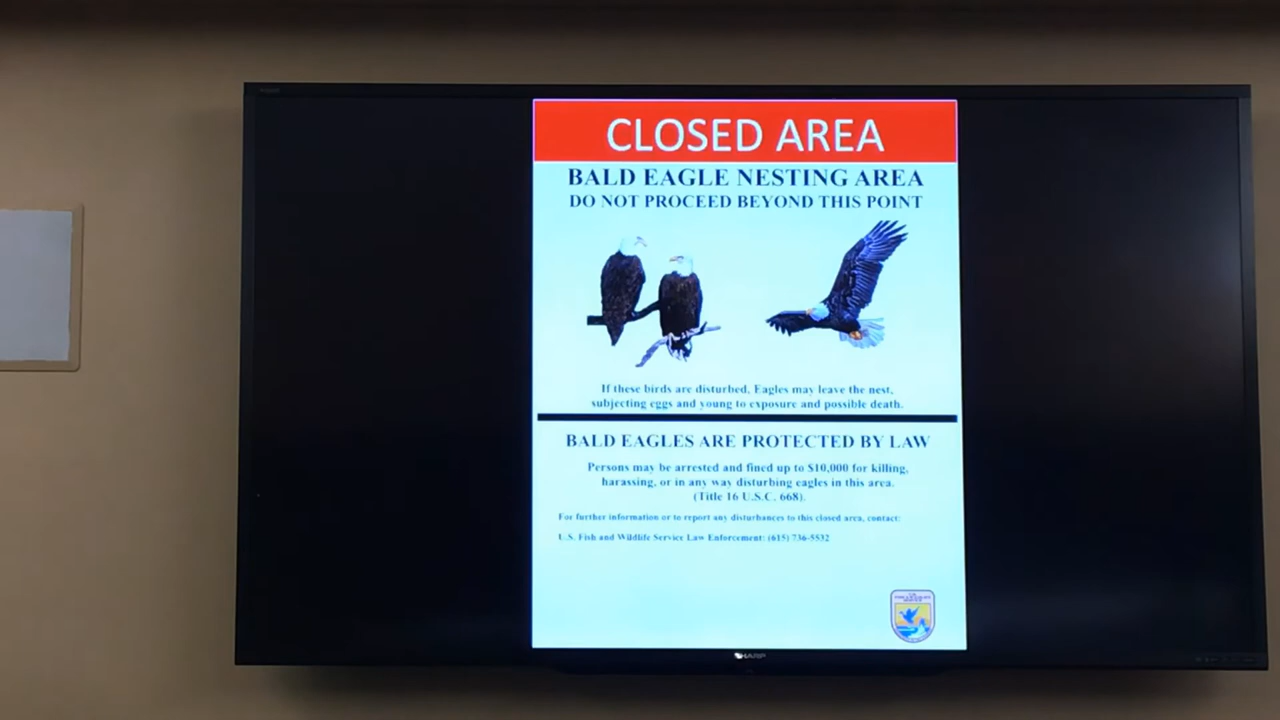 CLOSED AREA
BALD EAGLE NESTING AREA
DO NOT PROCEED BEYOND THIS POINT
If these birds are disturbed, Eagles may leave the nest,
subjecting eggs and young to exposure and possible death.
BALD EAGLES ARE PROTECTED BY LAW
Persons may be arrested and fined up to $10,000 for killing,
harassing, or in any way disturbing eagles in this area.
(Title 16 U.S.C. 668).
For further information or to report any disturbances to this closed area, contact:
U.S. Fish and Wildlife Service Law Enforcement: (615) 736-5532
SHARP